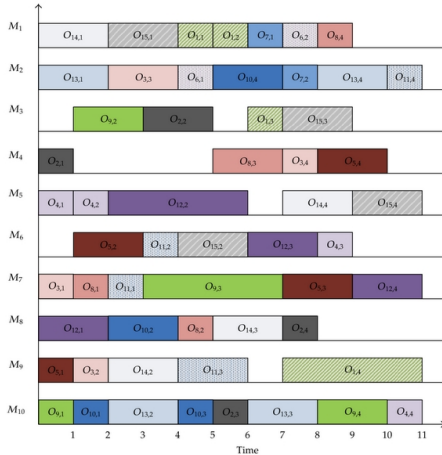 M1 O14,1 O15,1 O1,1 O1,2 O7,1 O6,2 O8,4
M2 O13,1 O3,3 O6,1 O10,4 O7,2 O13,4 O11,4
M3 O9,2 O2,2 O1,3 O15,3
M4 O2,1 O8,3 O3,4 O5,4
M5 O4,1 O4,2 O12,2 O14,4 O15,4
M6 O5,2 O11,2 O15,2 O12,3 O4,3
M7 O3,1 O8,1 O11,1 O9,3 O5,3 O12,4
M8 O12,1 O10,2 O8,2 O14,3 O2,4
M9 O5,1 O3,2 O14,2 O11,3 O1,4
M10 O9,1 O10,1 O13,2 O10,3 O2,3 O13,3 O9,4 O4,4
1 2 3 4 5 6 7 8 9 10 11
Time